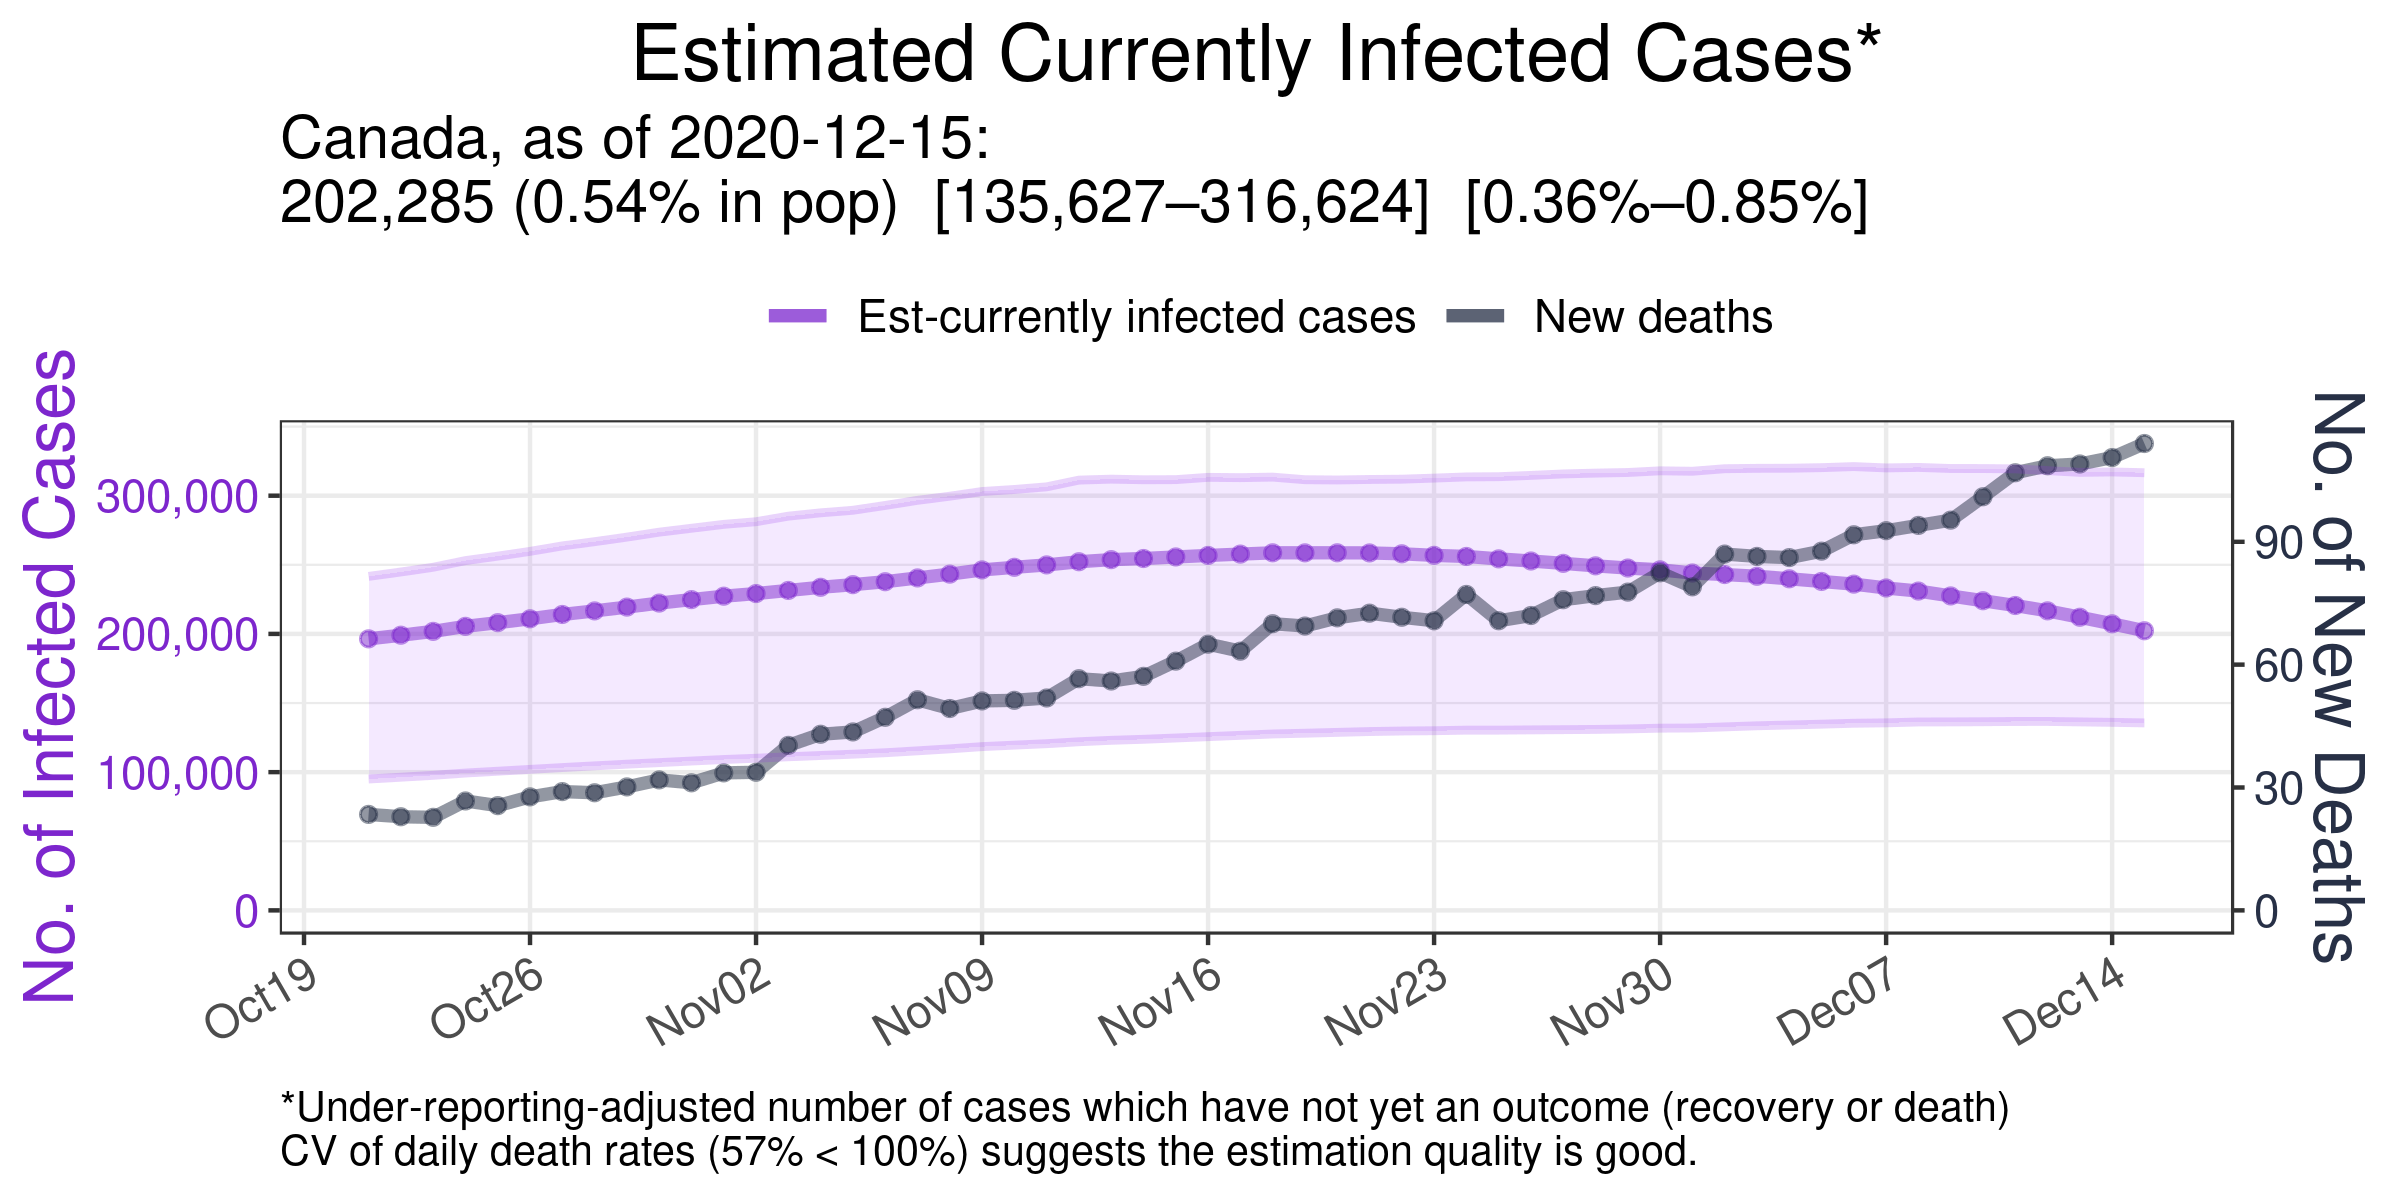 Estimated Currently Infected Cases*
Canada, as of 2020-12-15:
202,285 (0.54% in pop) [135,627–316,624] [0.36%–0.85%]
Est-currently infected cases
New deaths
No. of Infected Cases
300,000
200,000
100,000
0
No. of New Deaths
90
60
30
0
Oct19
Oct26
Nov02
Nov09
Nov16
Nov23
Nov30
Dec07
Dec14
*Under-reporting-adjusted number of cases which have not yet an outcome (recovery or death)
CV of daily death rates (57% < 100%) suggests the estimation quality is good.